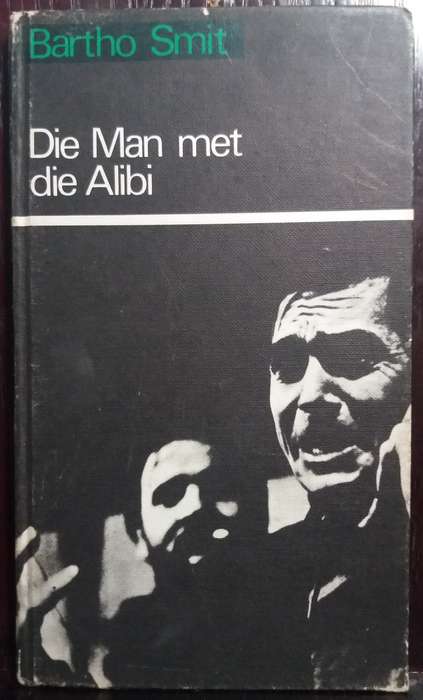 Bartho Smit
Die Man met
die Alibi